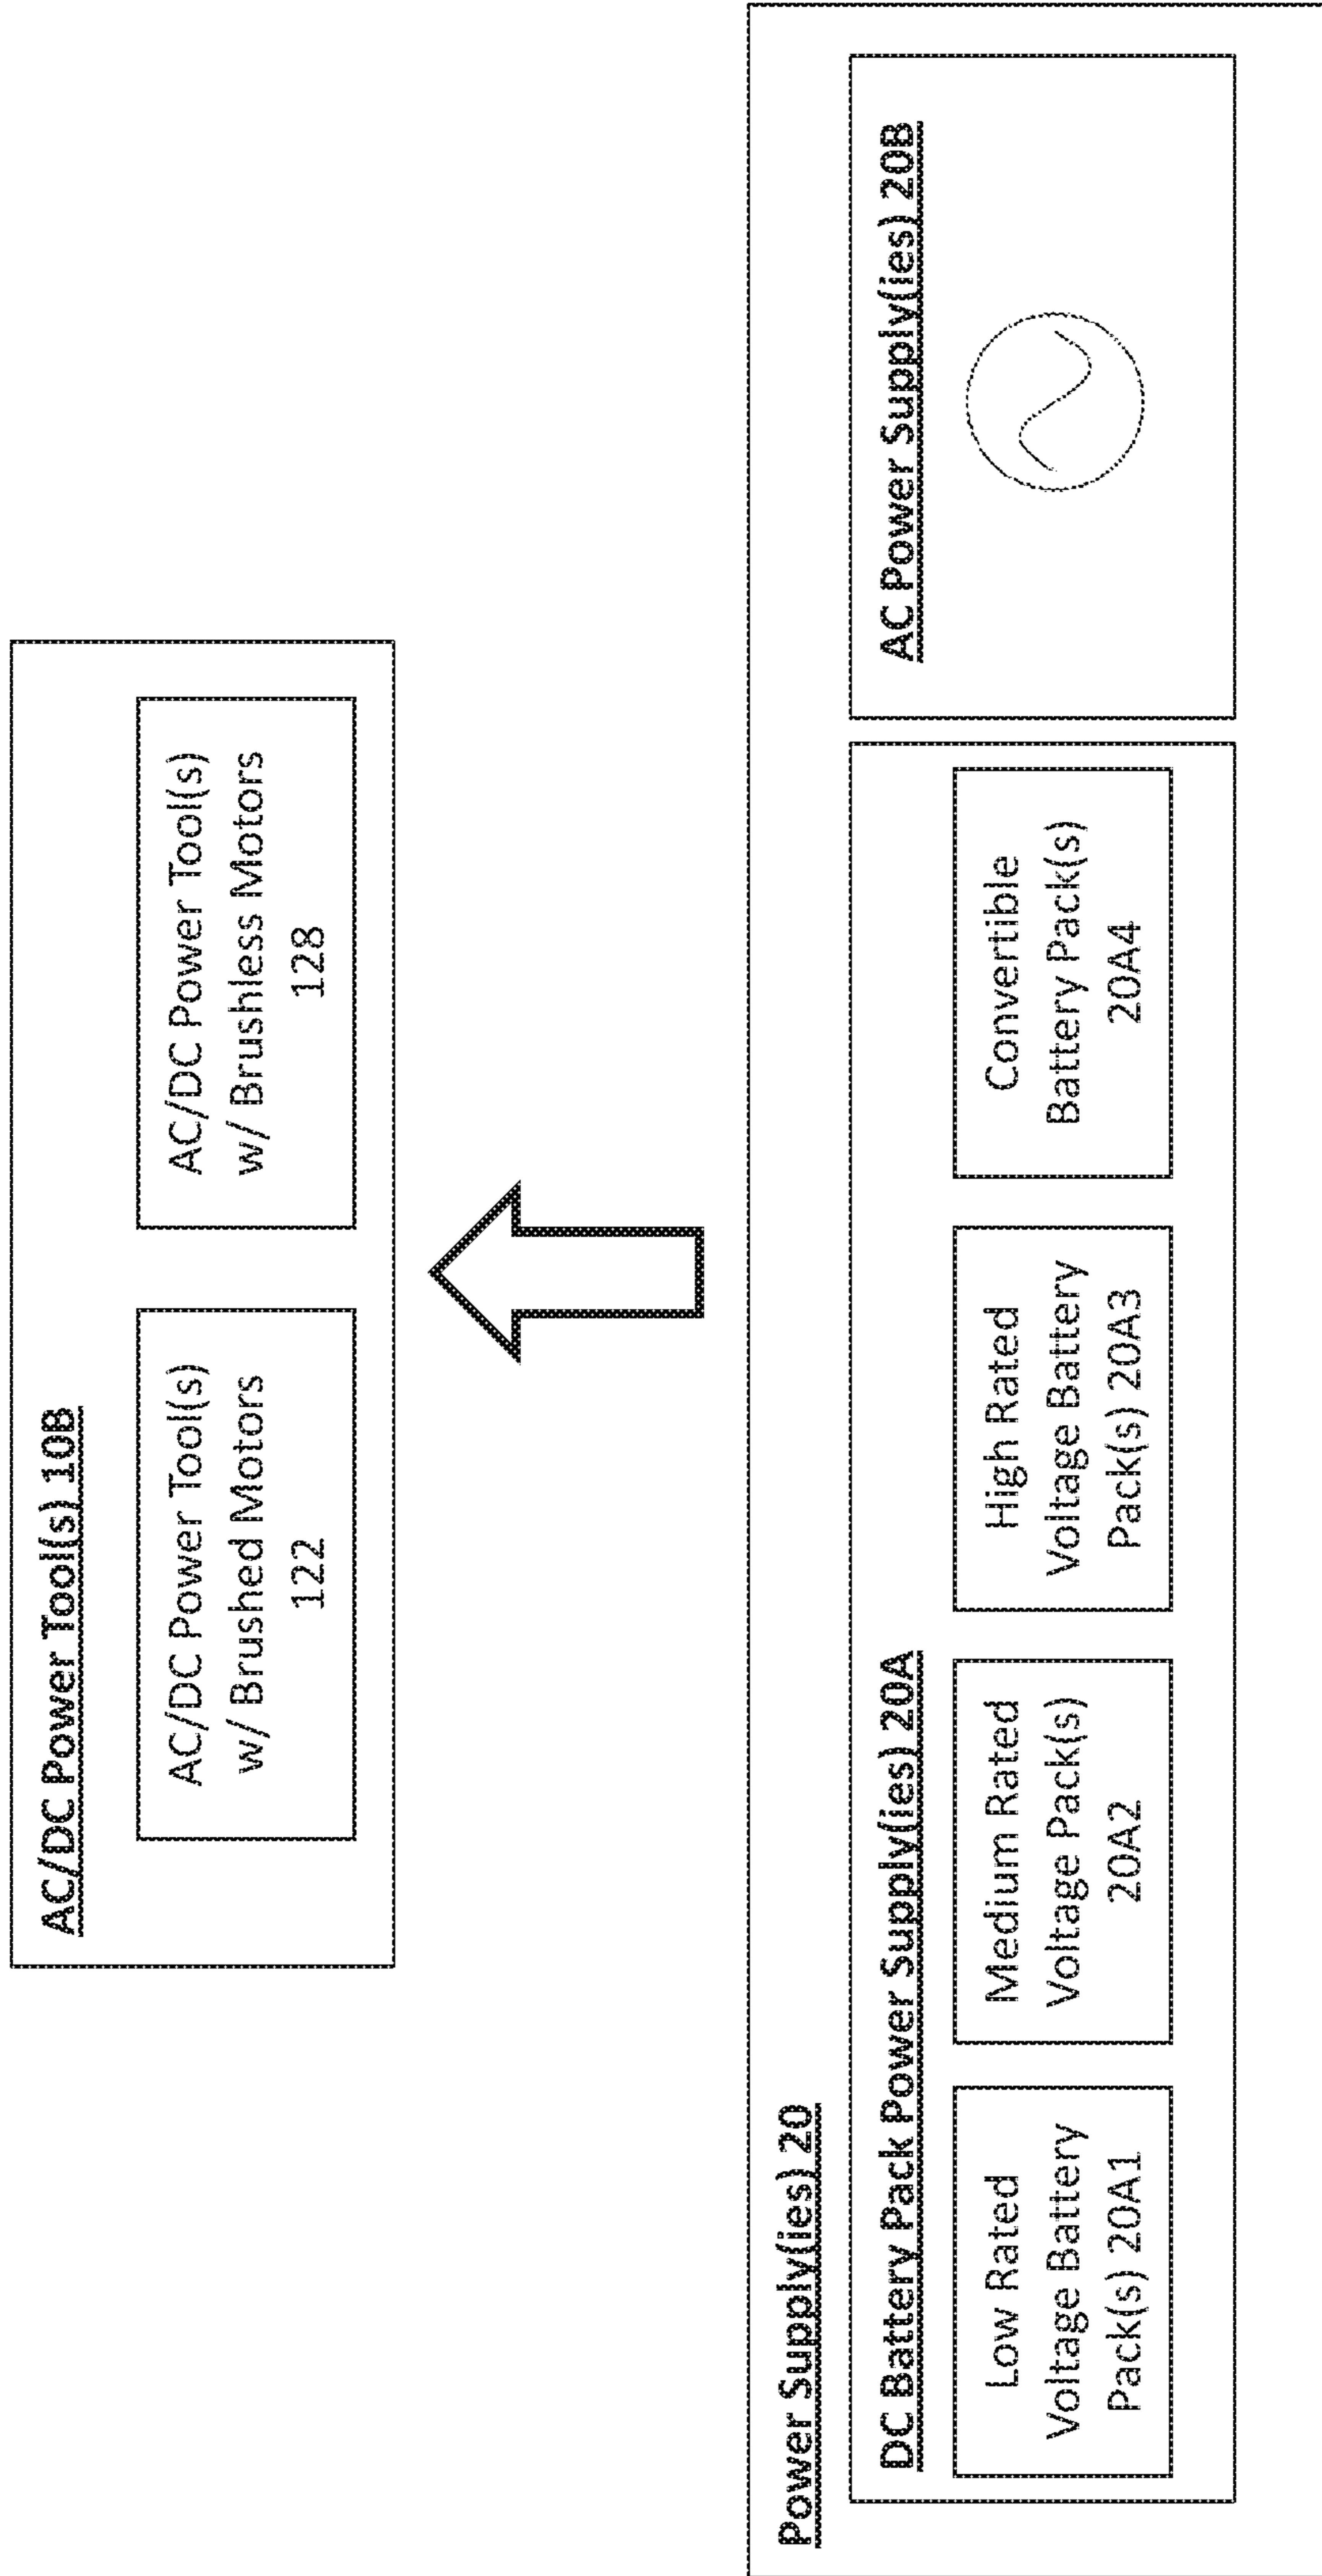 AC/DC Power Tool(s) 10B
AC/DC Power Tool(s)
w/ Brushed Motors
122
AC/DC Power Tool(s)
w/ Brushless Motors
128
Power Supply(ies) 20
DC Battery Pack Power Supply(ies) 20A
Low Rated
Voltage Battery
Pack(s) 20A1
Medium Rated
Voltage Pack(s)
20A2
High Rated
Voltage Battery
Pack(s) 20A3
Convertible
Battery Pack(s)
20A4
AC Power Supply(ies) 20B